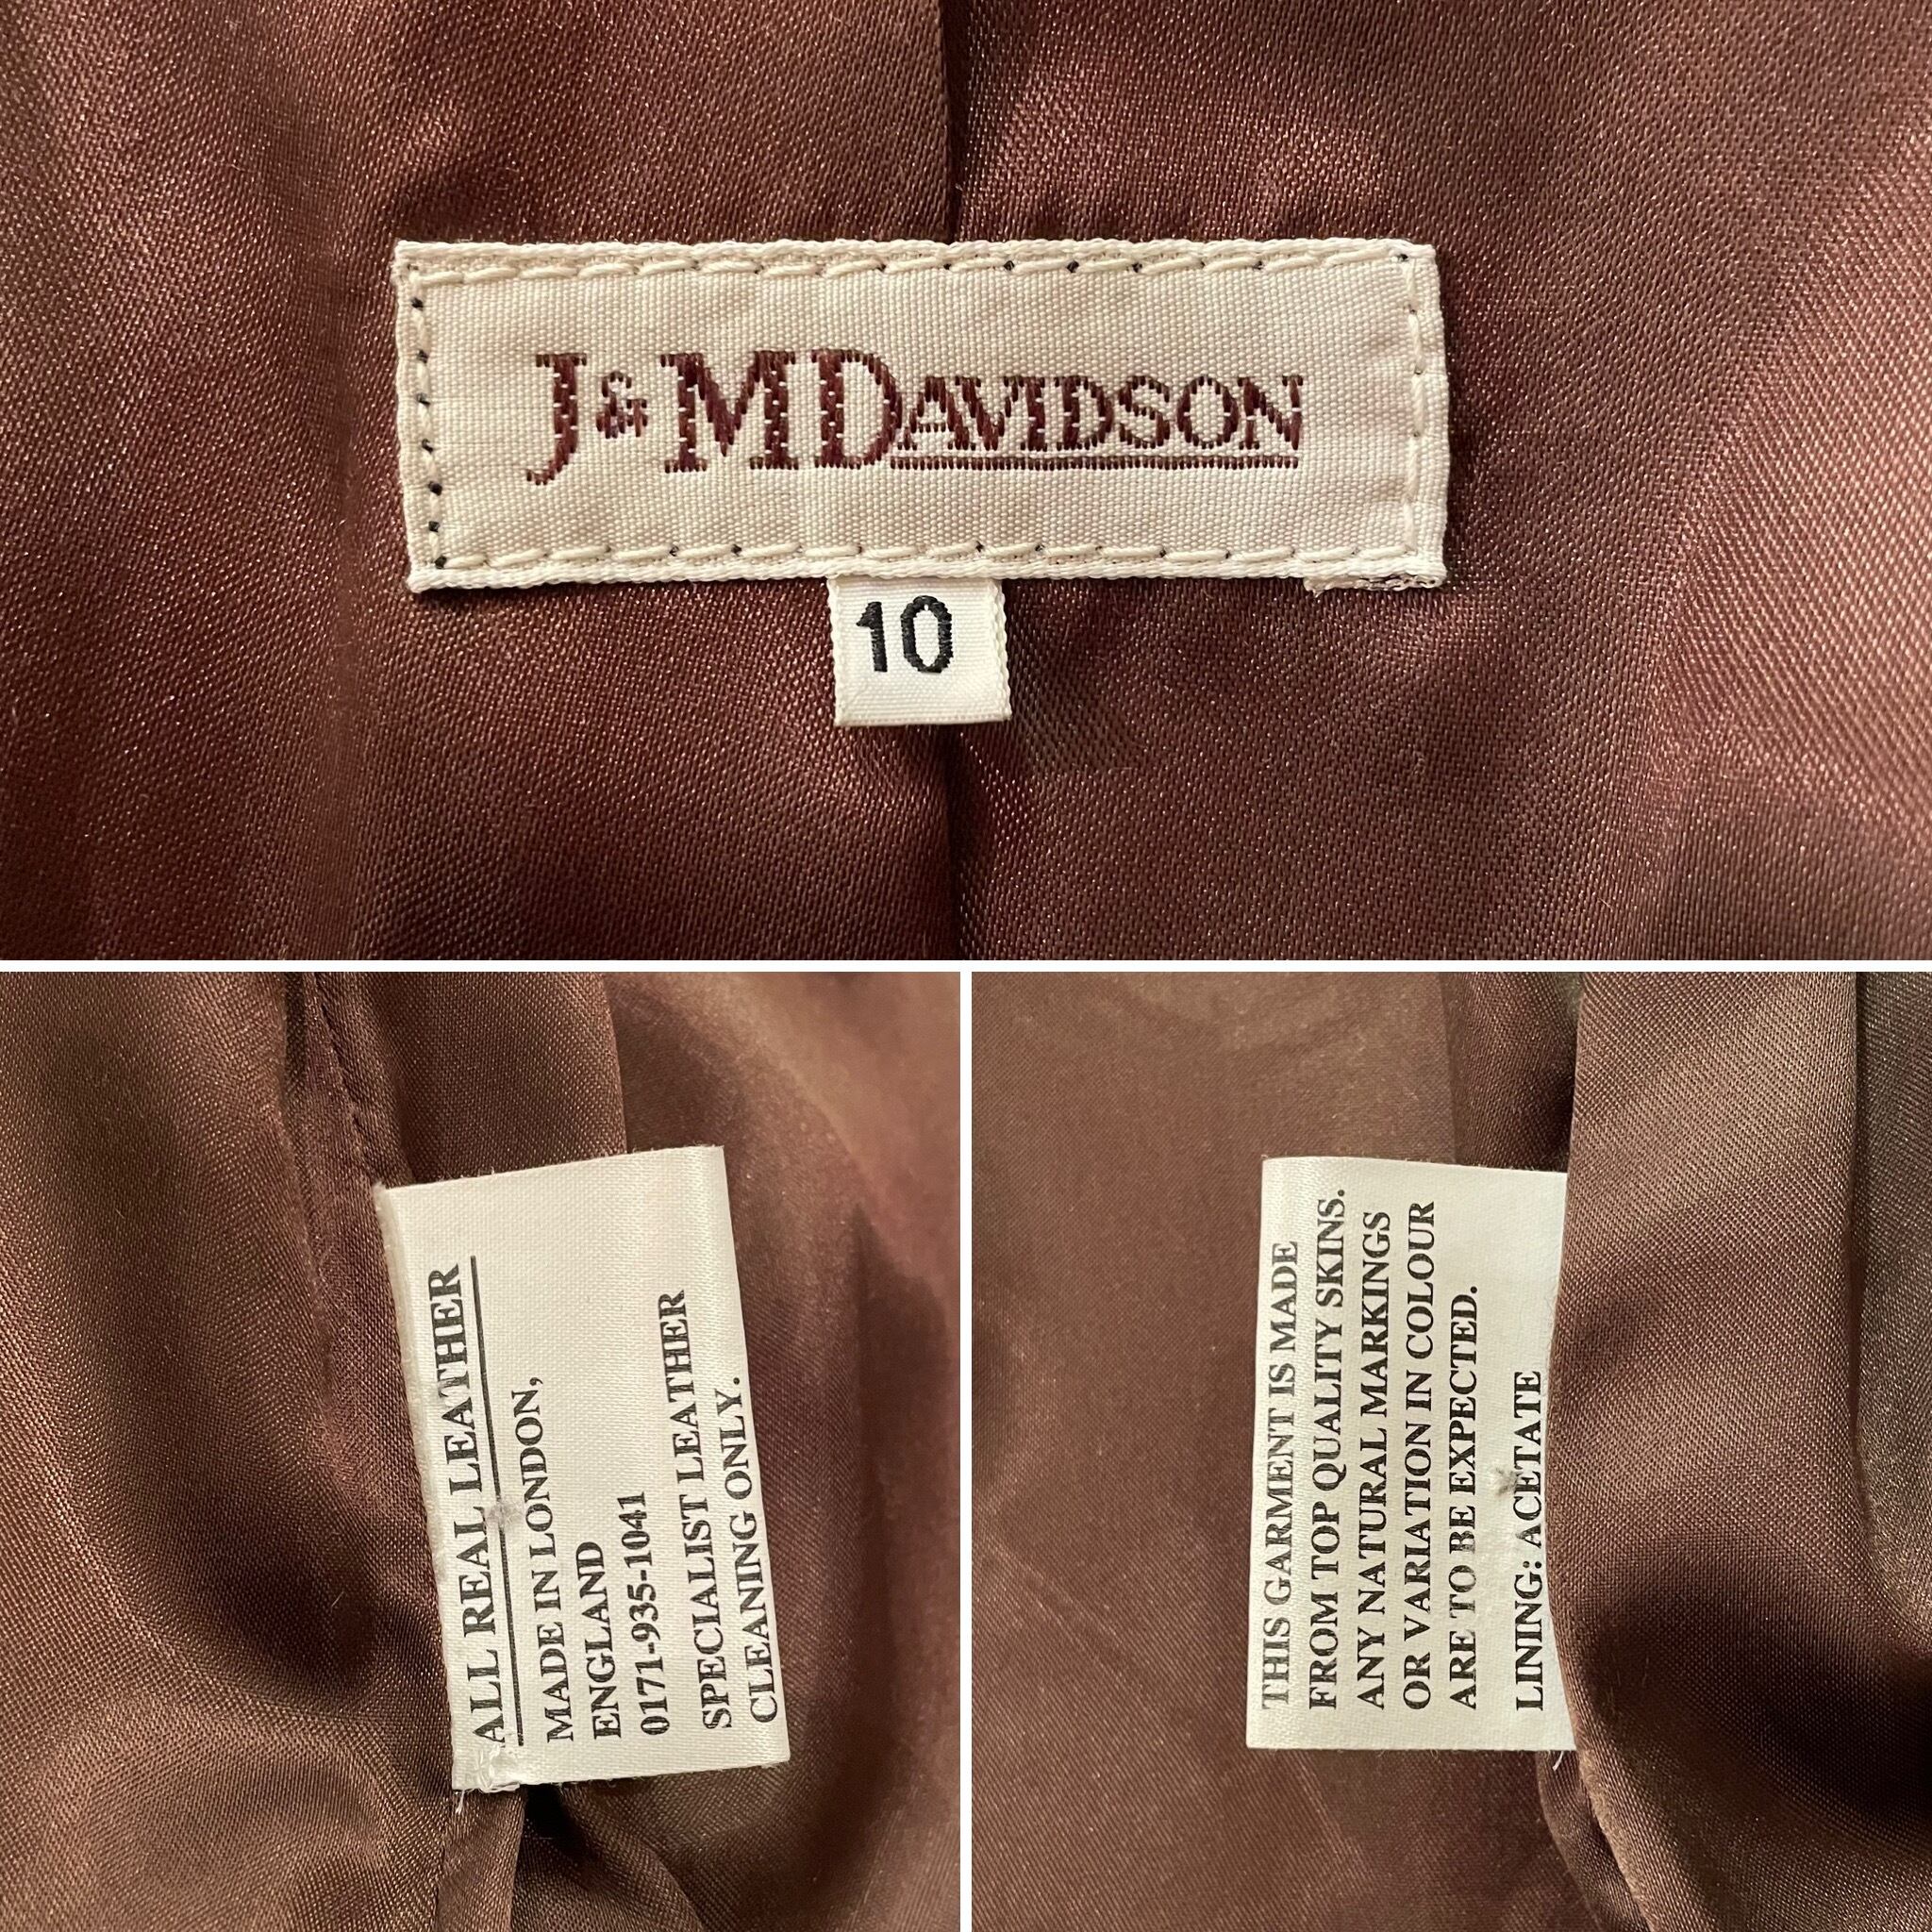 J&M DAVIDSON
10
ALL REAL LEATHER
MADE IN LONDON,
ENGLAND
0171-935-1041
SPECIALIST LEATHER
CLEANING ONLY.
THIS GARMENT IS MADE
FROM TOP QUALITY SKINS.
ANY NATURAL MARKINGS
OR VARIATION IN COLOUR
ARE TO BE EXPECTED.
LINING: ACETATE